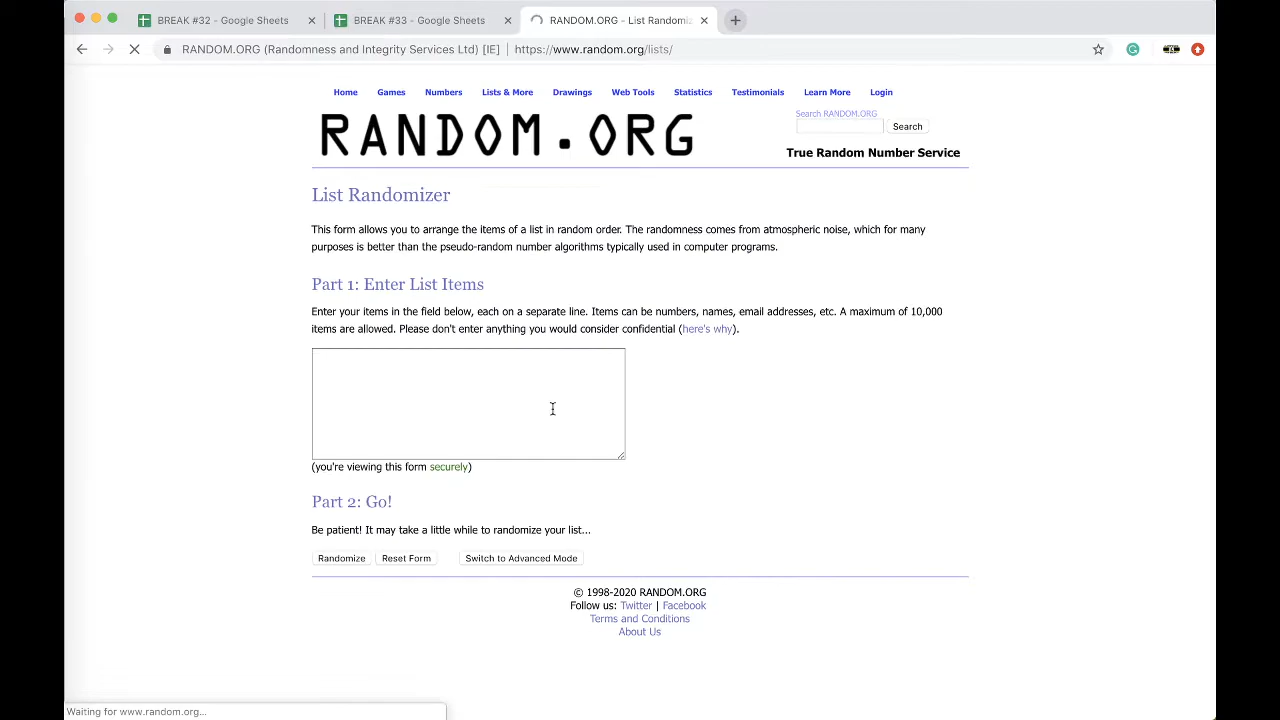 BREAK #32 - Google Sheets
BREAK #33 - Google Sheets
RANDOM.ORG - List Randomiz
RANDOM.ORG (Randomness and Integrity Services Ltd) [IE] https://www.random.org/lists/
Home Games Numbers Lists & More Drawings Web Tools Statistics Testimonials Learn More Login
RANDOM.ORG
Search RANDOM.ORG
Search
True Random Number Service
List Randomizer
This form allows you to arrange the items of a list in random order. The randomness comes from atmospheric noise, which for many
purposes is better than the pseudo-random number algorithms typically used in computer programs.
Part 1: Enter List Items
Enter your items in the field below, each on a separate line. Items can be numbers, names, email addresses, etc. A maximum of 10,000
items are allowed. Please don't enter anything you would consider confidential (here's why).
(you're viewing this form securely)
Part 2: Go!
Be patient! It may take a little while to randomize your list...
Randomize Reset Form Switch to Advanced Mode
© 1998-2020 RANDOM.ORG
Follow us: Twitter | Facebook
Terms and Conditions
About Us
Waiting for www.random.org...